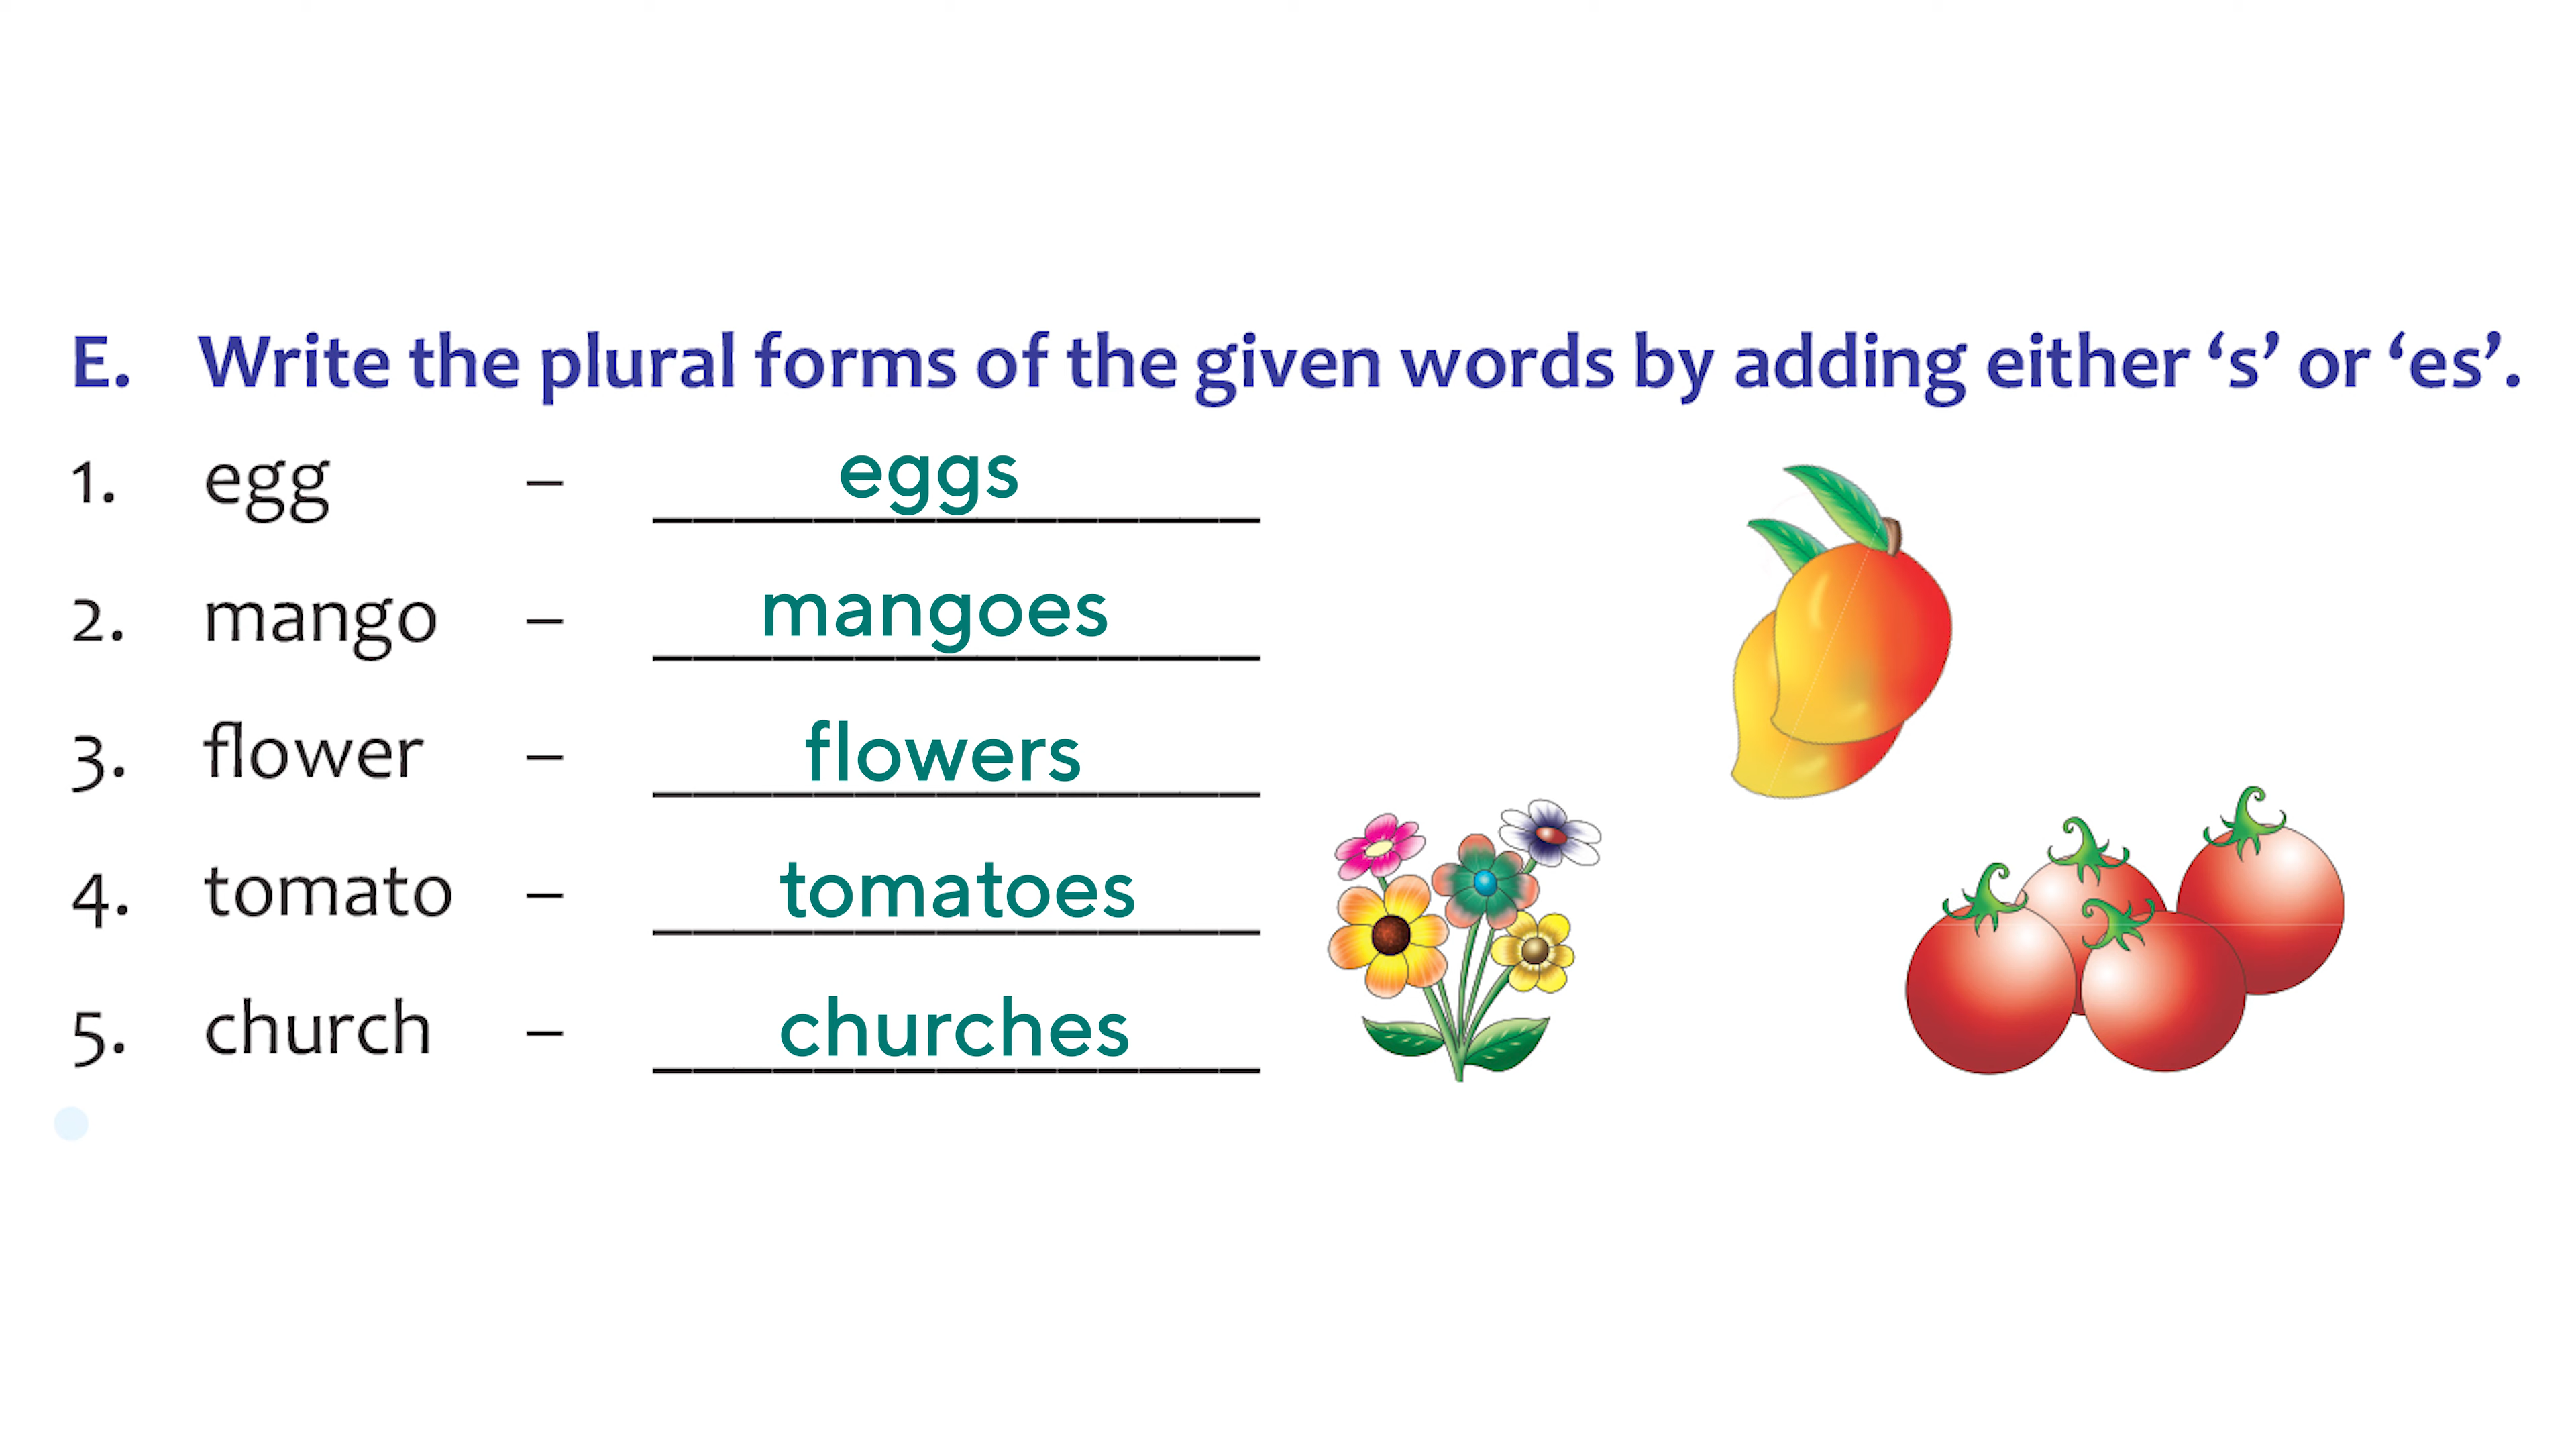 E. Write the plural forms of the given words by adding either ‘s’ or ‘es’.
1. egg – eggs
2. mango – mangoes
3. flower – flowers
4. tomato – tomatoes
5. church – churches